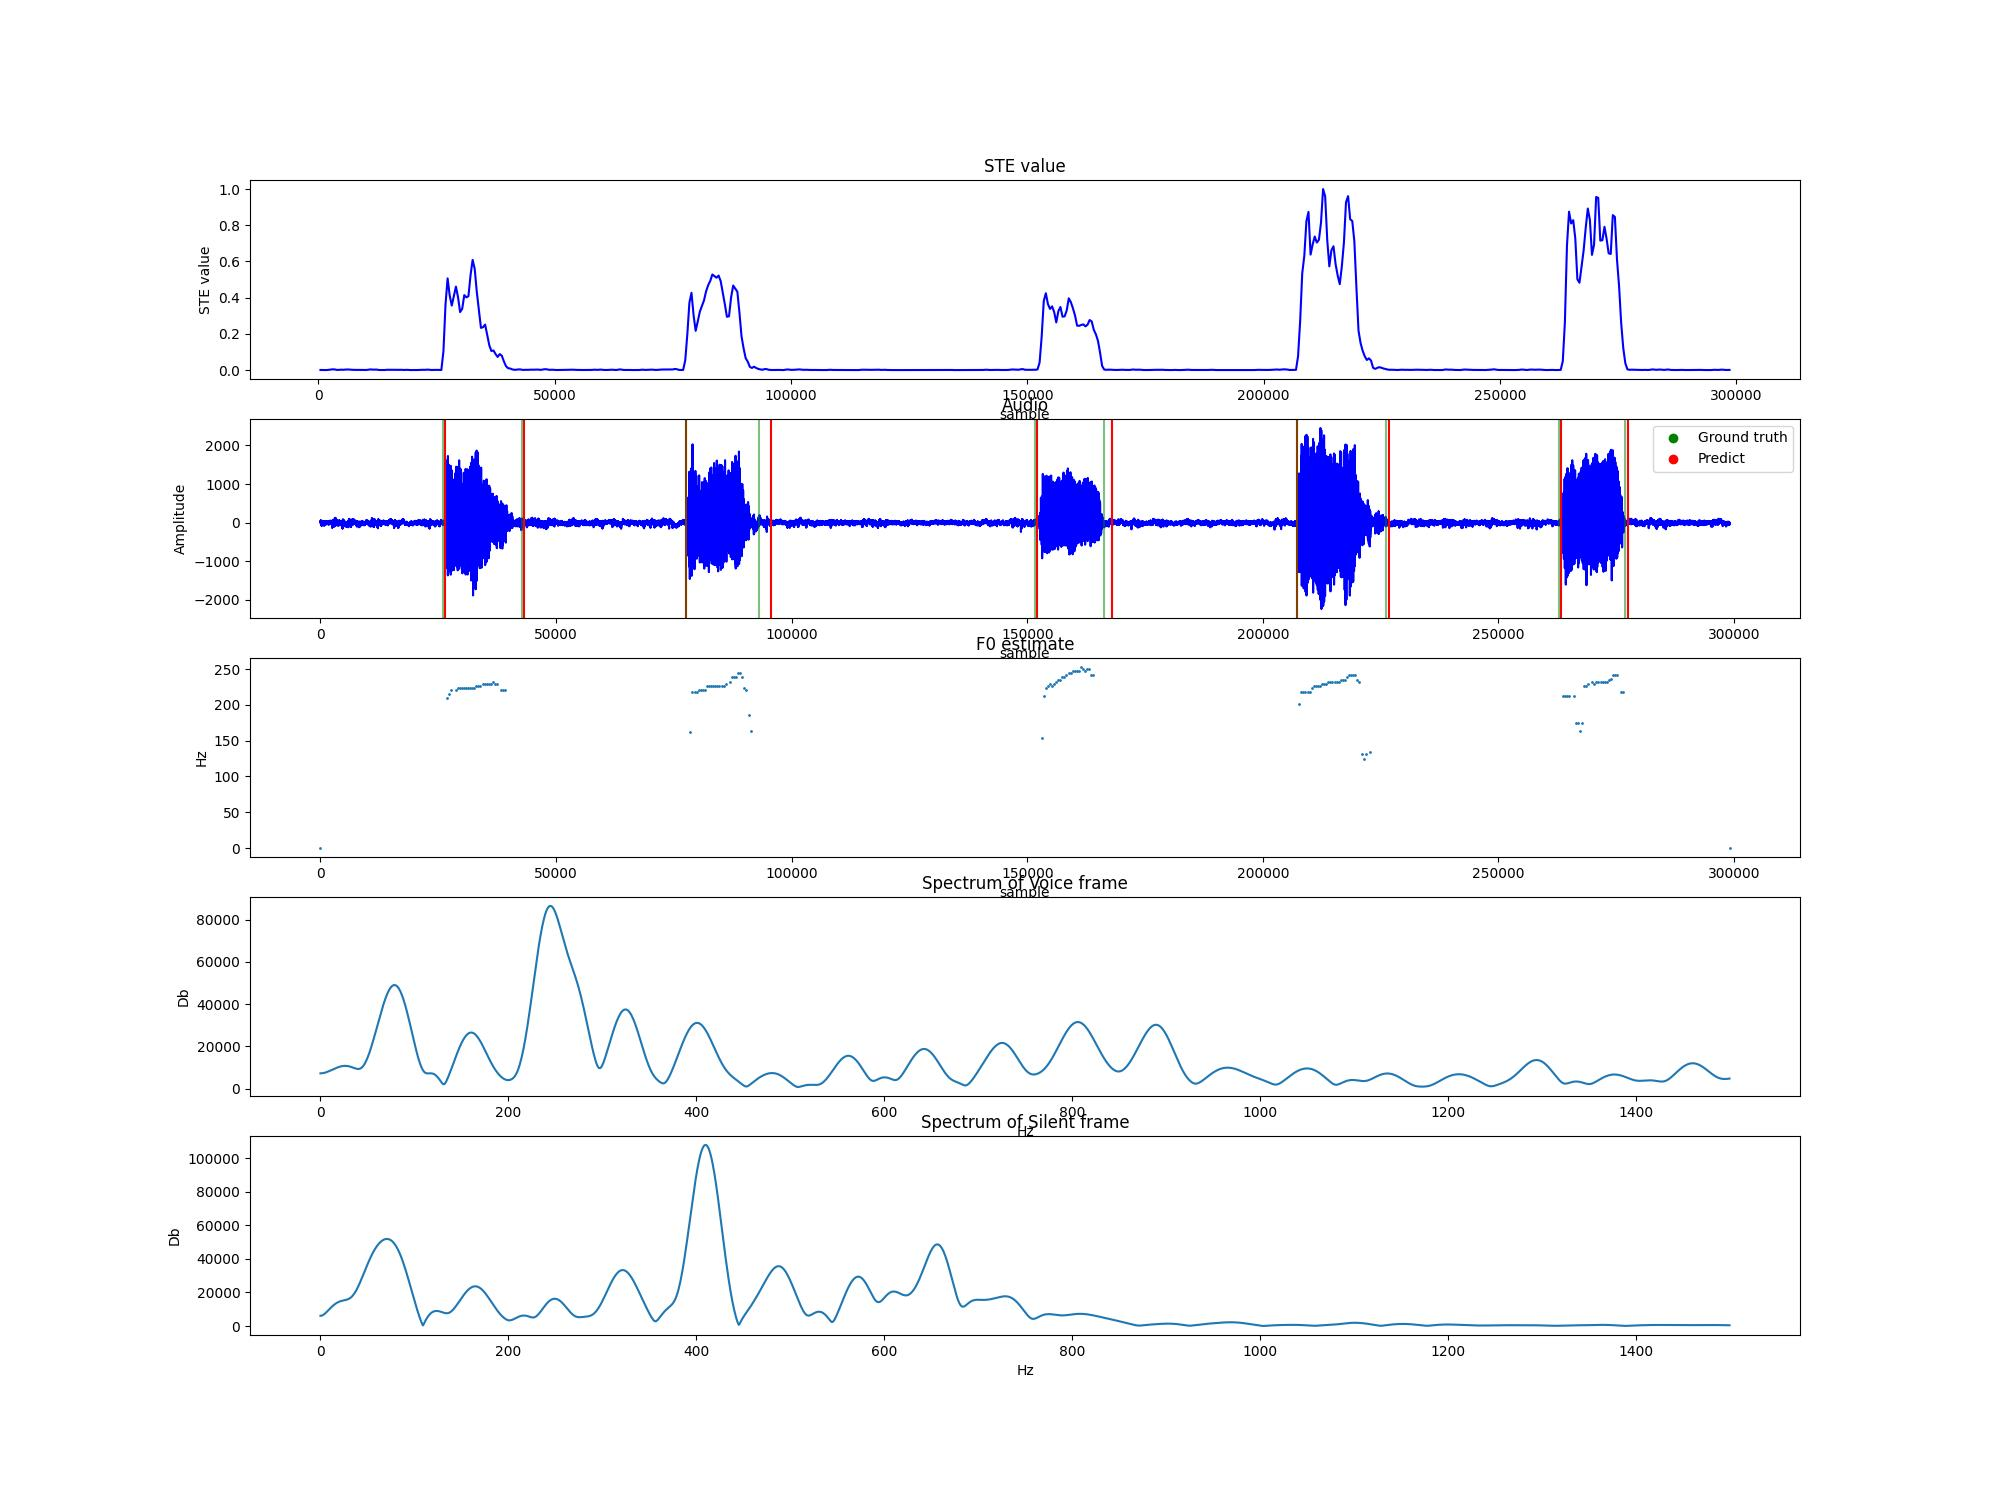 STE value
1.0
0.8
0.6
0.4
0.2
0.0
STE value
0 50000 100000 150000 200000 250000 300000
sample
Audio
2000
1000
0
−1000
−2000
Amplitude
Ground truth
Predict
0 50000 100000 150000 200000 250000 300000
sample
F0 estimate
250
200
150
100
50
0
Hz
0 50000 100000 150000 200000 250000 300000
sample
Spectrum of Voice frame
80000
60000
40000
20000
0
Db
0 200 400 600 800 1000 1200 1400
Hz
Spectrum of Silent frame
100000
80000
60000
40000
20000
0
Db
0 200 400 600 800 1000 1200 1400
Hz